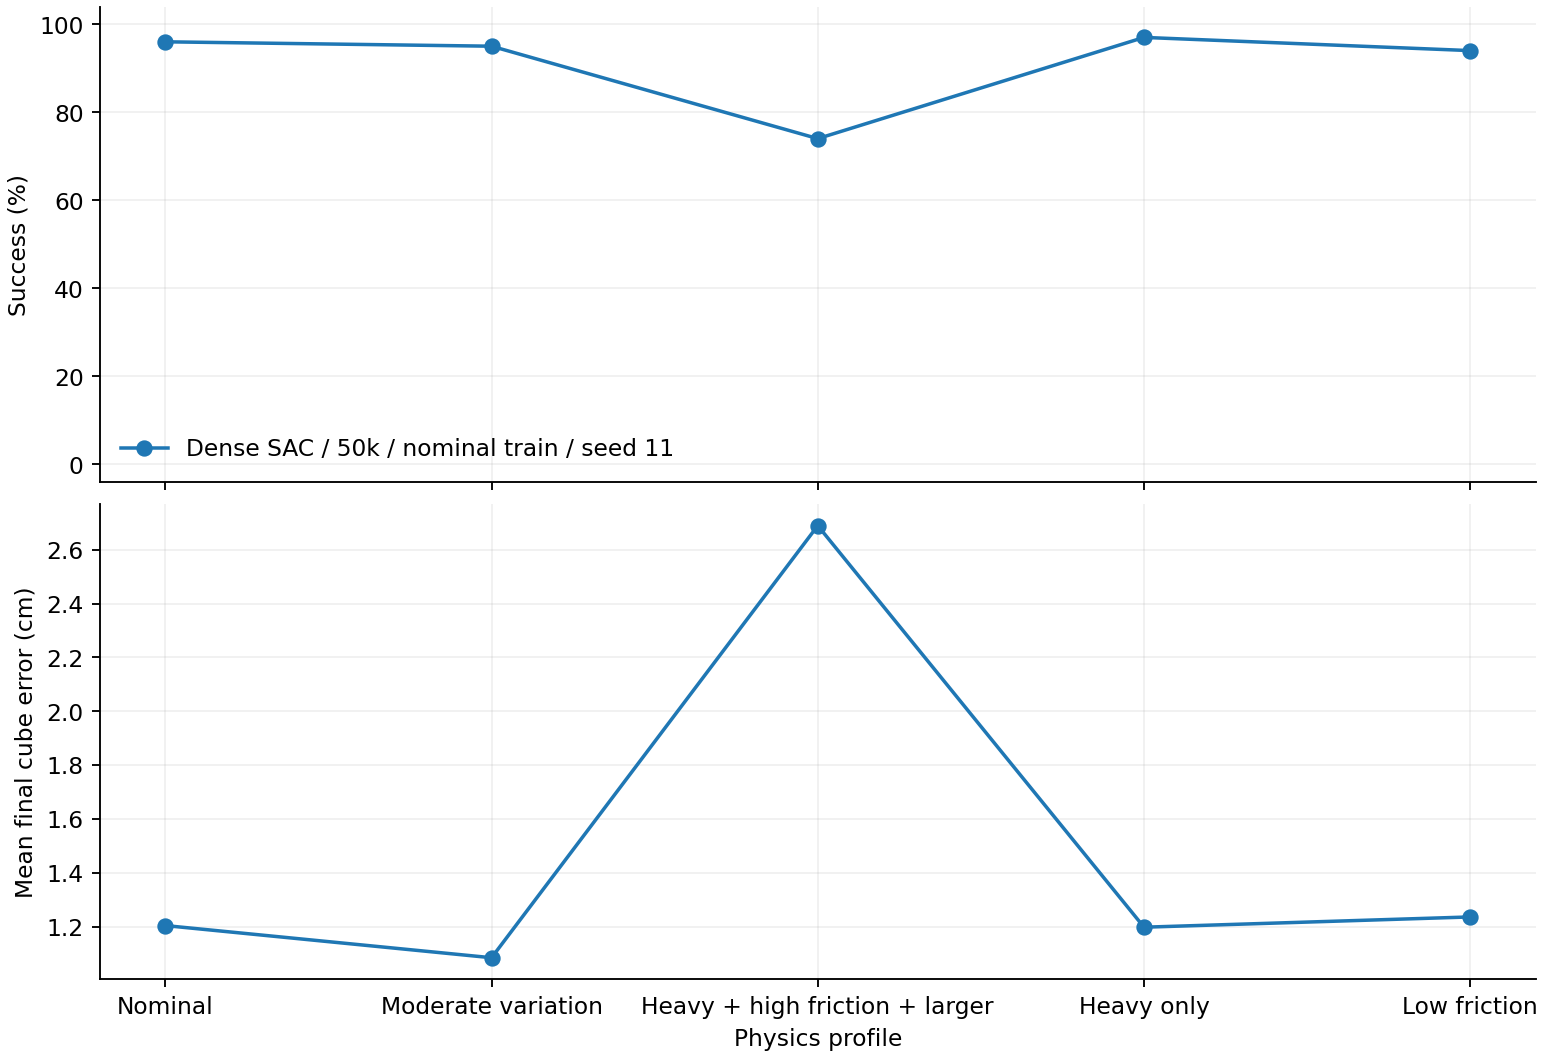 100
80
60
40
20
0
Success (%)
Dense SAC / 50k / nominal train / seed 11
2.6
2.4
2.2
2.0
1.8
1.6
1.4
1.2
Mean final cube error (cm)
Nominal
Moderate variation
Heavy + high friction + larger
Heavy only
Low friction
Physics profile